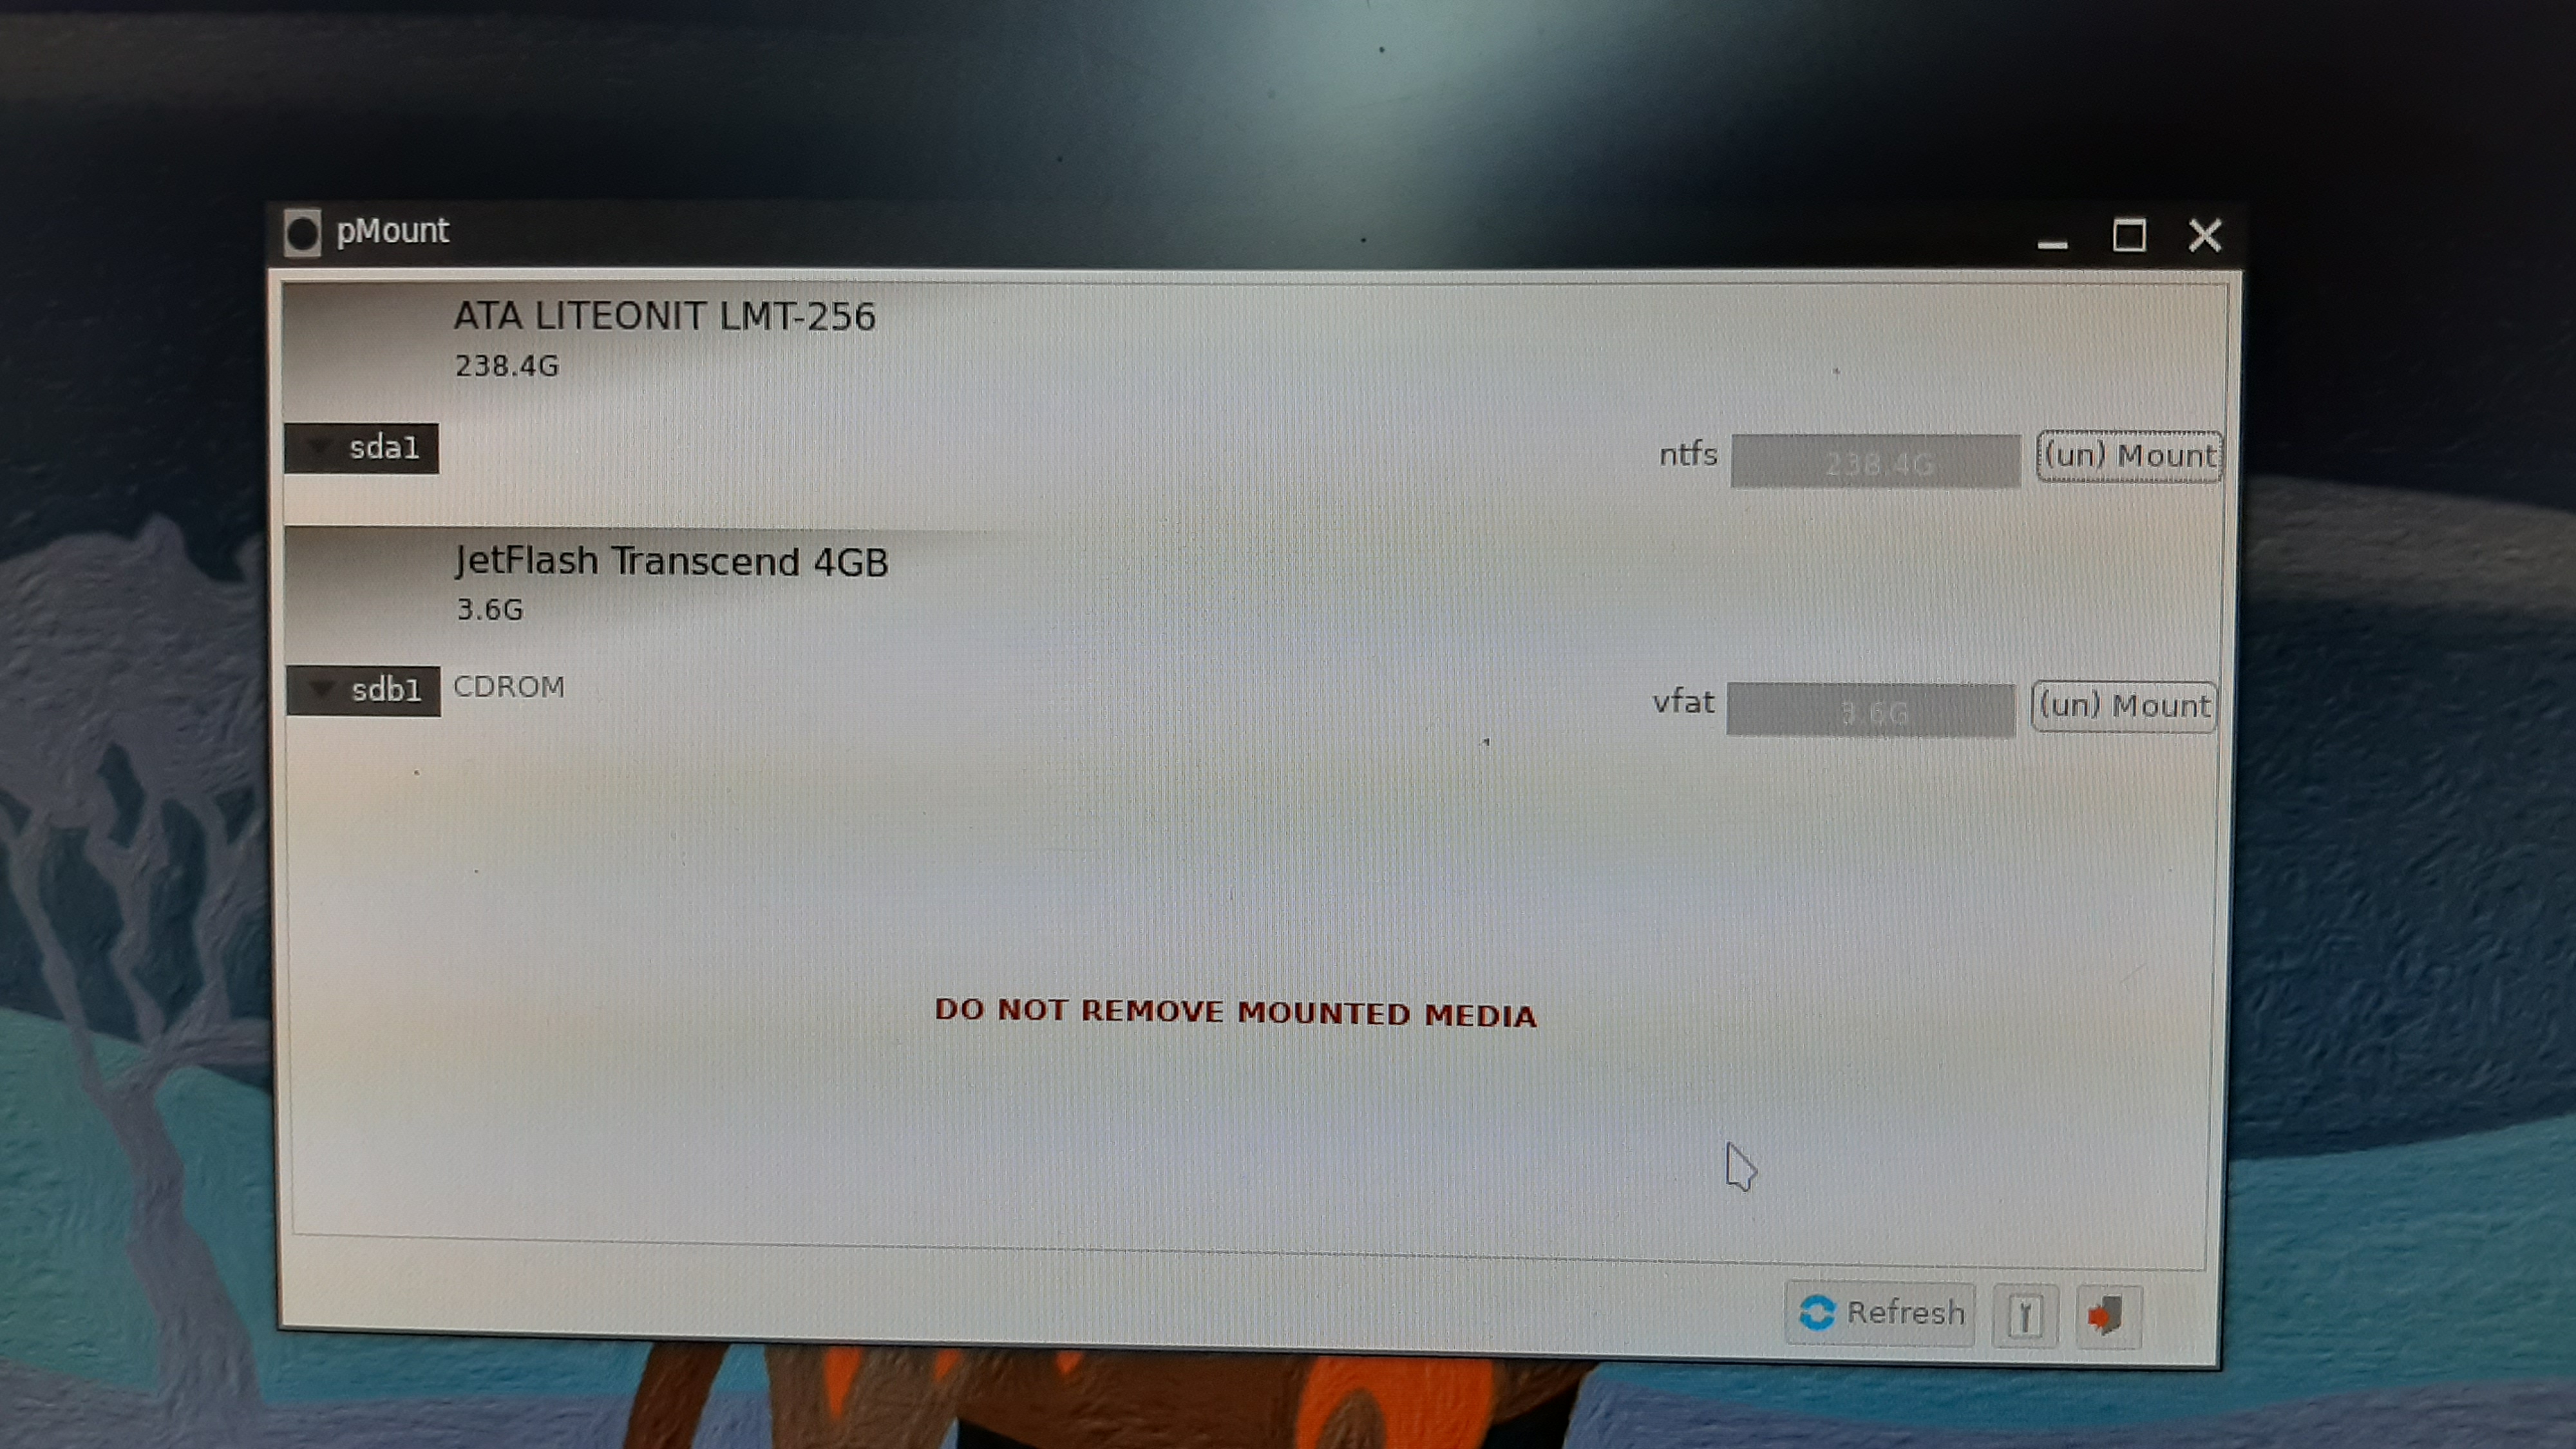 pMount
ATA LITEONIT LMT-256
238.4G
sda1
ntfs 238.4G (un) Mount
JetFlash Transcend 4GB
3.6G
sdb1 CDROM
vfat 3.6G (un) Mount
DO NOT REMOVE MOUNTED MEDIA
Refresh